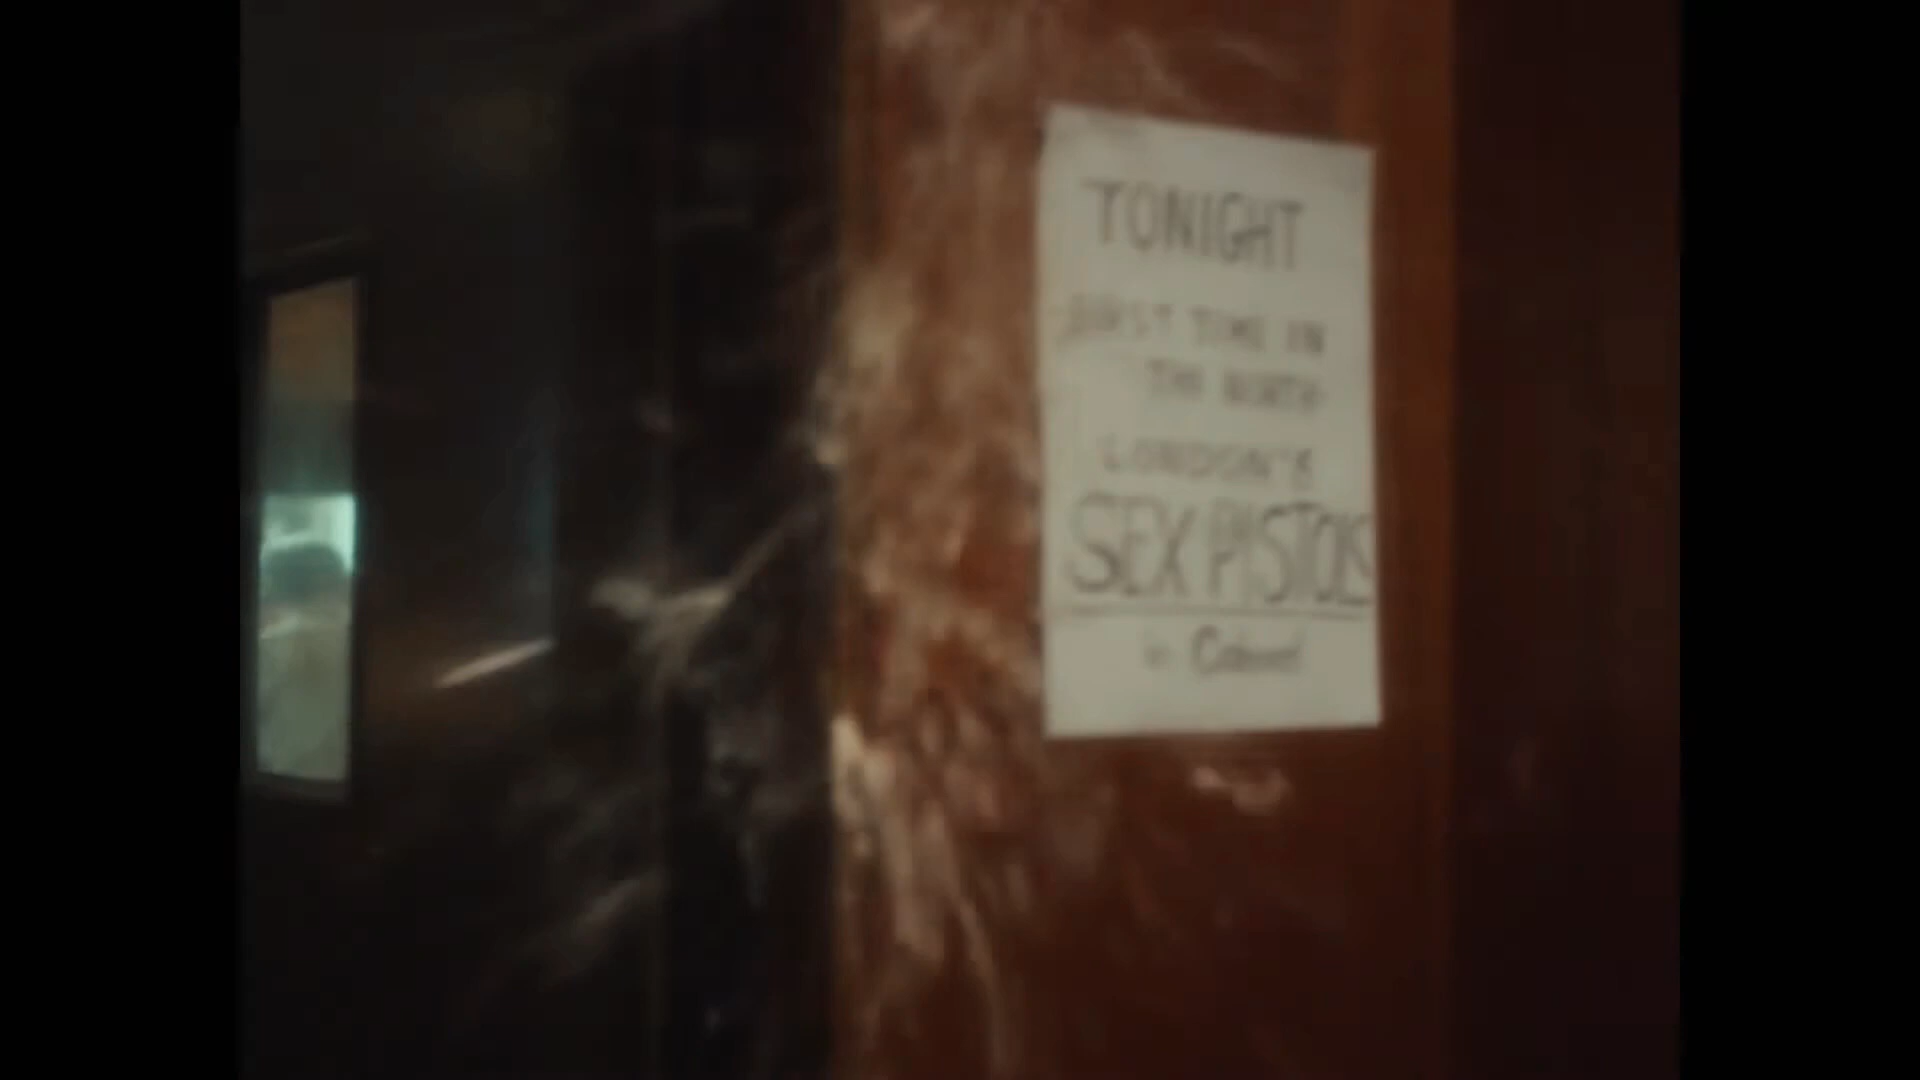 TONIGHT
FIRST TIME IN
THE NORTH
LONDON'S
SEX PISTOLS